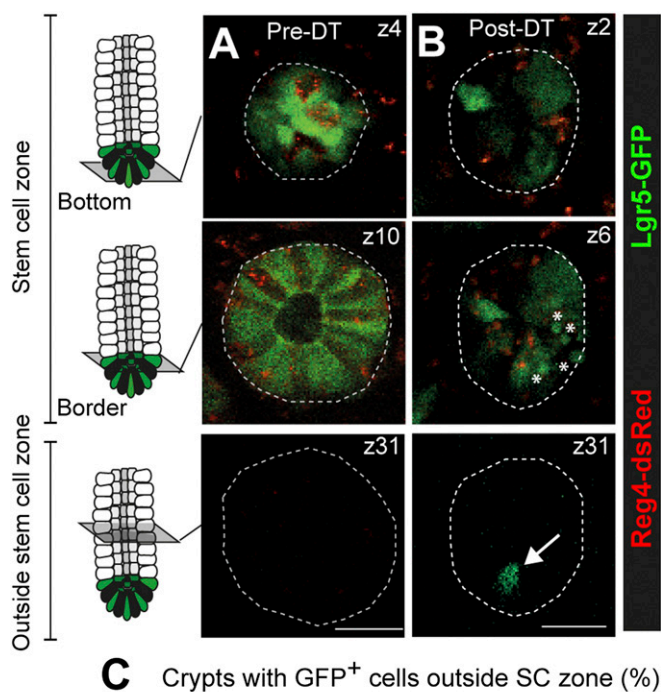 A Pre-DT z4
B Post-DT z2
Stem cell zone
Bottom
z10
z6
* * * *
Border
Outside stem cell zone
z31
z31
Lgr5-GFP
Reg4-dsRed
C Crypts with GFP+ cells outside SC zone (%)